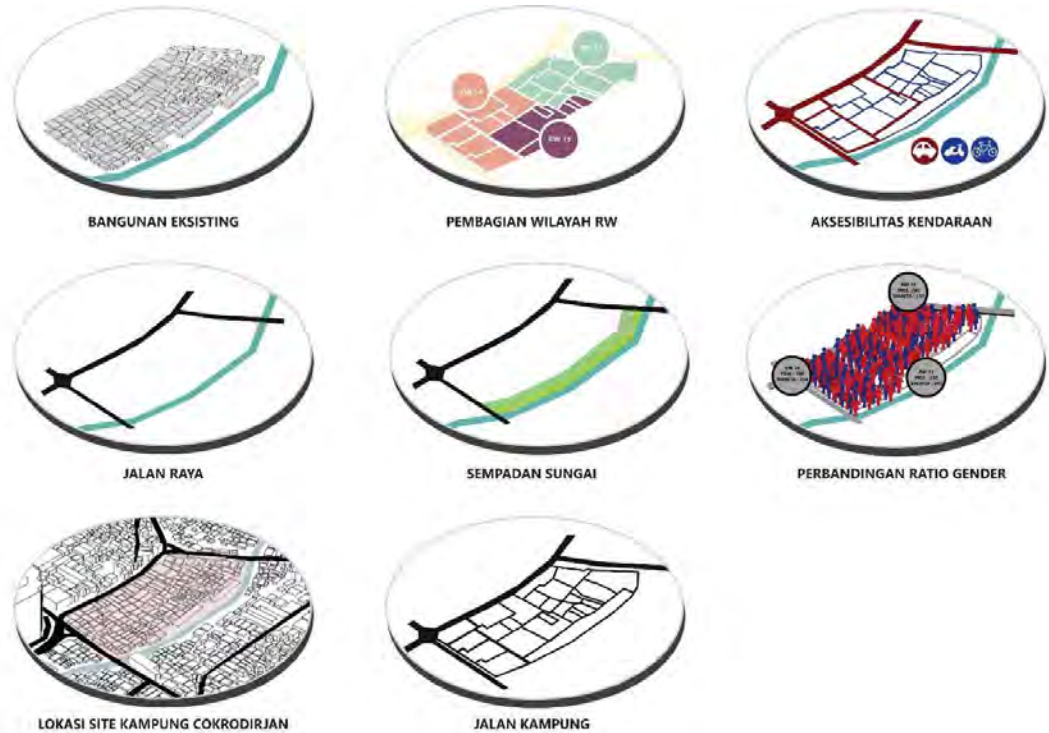 BANGUNAN EKSISTING
PEMBAGIAN WILAYAH RW
AKSESIBILITAS KENDARAAN
JALAN RAYA
SEMPADAN SUNGAI
PERBANDINGAN RATIO GENDER
LOKASI SITE KAMPUNG COKRODIRJAN
JALAN KAMPUNG